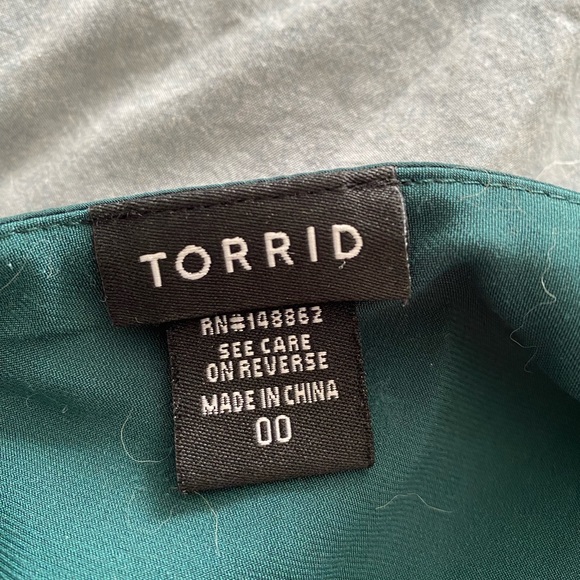 TORRID
RN#148862
SEE CARE
ON REVERSE
MADE IN CHINA
00